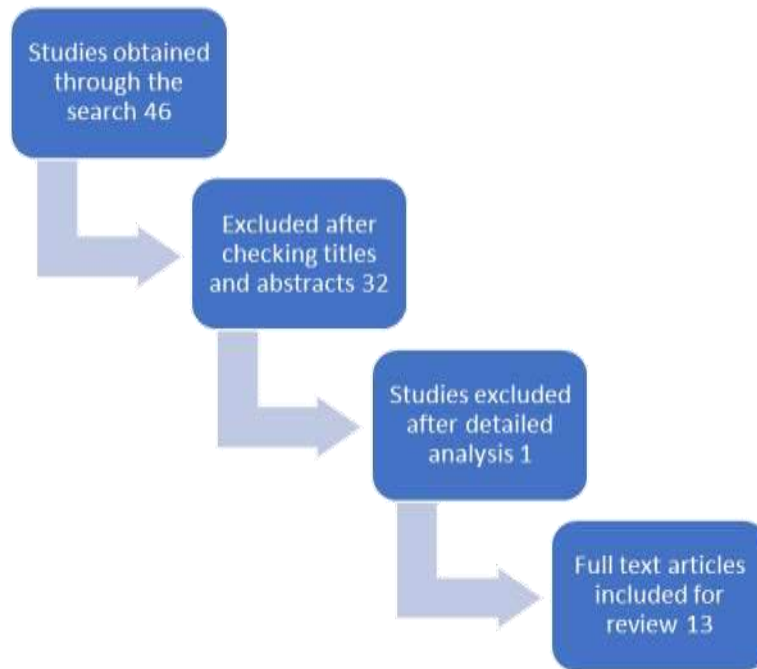 Studies obtained
through the
search 46
Excluded after
checking titles
and abstracts 32
Studies excluded
after detailed
analysis 1
Full text articles
included for
review 13